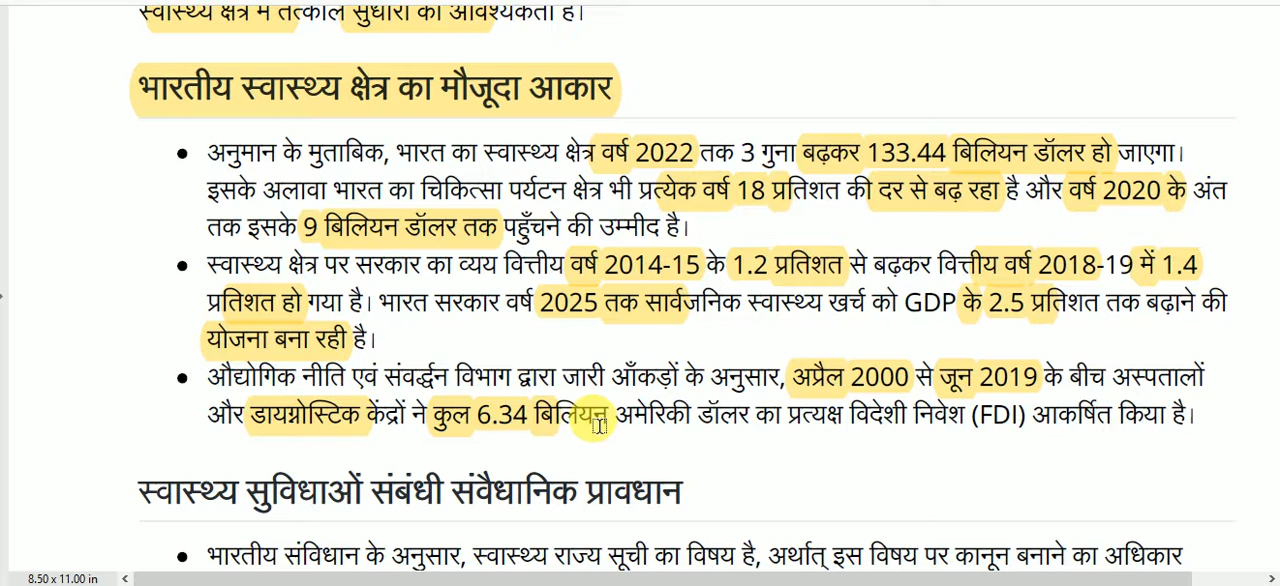 स्वास्थ्य क्षेत्र में तत्काल सुधारों की आवश्यकता है।
भारतीय स्वास्थ्य क्षेत्र का मौजूदा आकार
• अनुमान के मुताबिक, भारत का स्वास्थ्य क्षेत्र वर्ष 2022 तक 3 गुना बढ़कर 133.44 बिलियन डॉलर हो जाएगा।
इसके अलावा भारत का चिकित्सा पर्यटन क्षेत्र भी प्रत्येक वर्ष 18 प्रतिशत की दर से बढ़ रहा है और वर्ष 2020 के अंत
तक इसके 9 बिलियन डॉलर तक पहुँचने की उम्मीद है।
• स्वास्थ्य क्षेत्र पर सरकार का व्यय वित्तीय वर्ष 2014-15 के 1.2 प्रतिशत से बढ़कर वित्तीय वर्ष 2018-19 में 1.4
प्रतिशत हो गया है। भारत सरकार वर्ष 2025 तक सार्वजनिक स्वास्थ्य खर्च को GDP के 2.5 प्रतिशत तक बढ़ाने की
योजना बना रही है।
• औद्योगिक नीति एवं संवर्द्धन विभाग द्वारा जारी आँकड़ों के अनुसार, अप्रैल 2000 से जून 2019 के बीच अस्पतालों
और डायग्नोस्टिक केंद्रों ने कुल 6.34 बिलियन अमेरिकी डॉलर का प्रत्यक्ष विदेशी निवेश (FDI) आकर्षित किया है।
स्वास्थ्य सुविधाओं संबंधी संवैधानिक प्रावधान
• भारतीय संविधान के अनुसार, स्वास्थ्य राज्य सूची का विषय है, अर्थात् इस विषय पर कानून बनाने का अधिकार
8.50 x 11.00 in